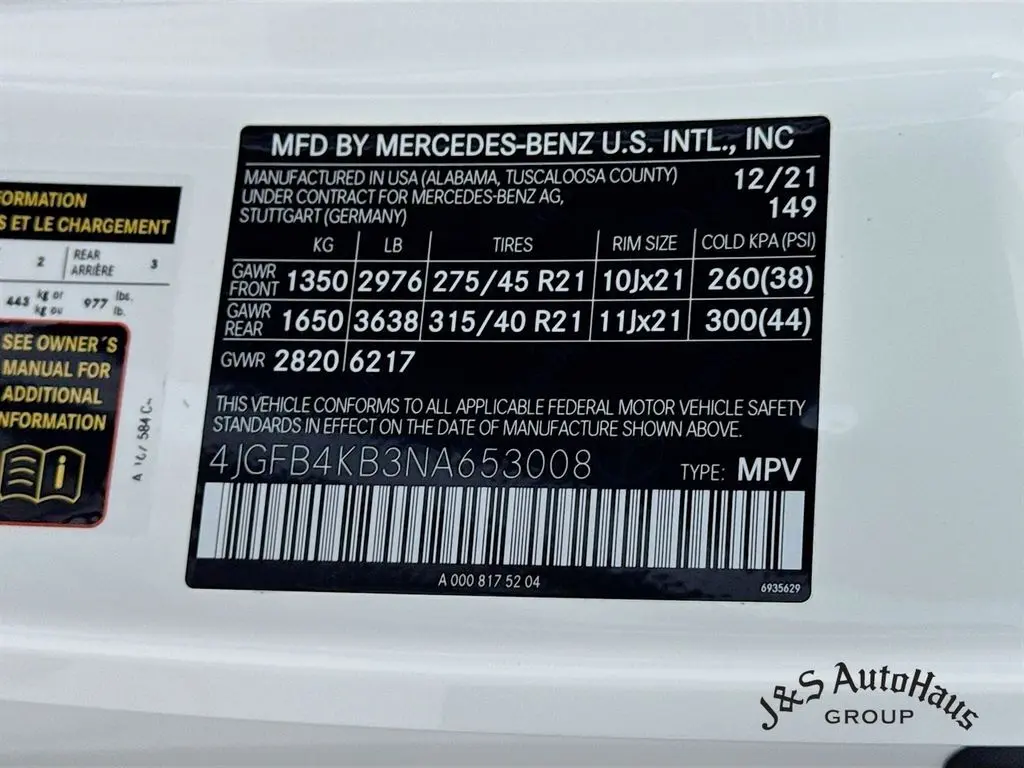 MFD BY MERCEDES-BENZ U.S. INTL., INC
MANUFACTURED IN USA (ALABAMA, TUSCALOOSA COUNTY) 12/21
UNDER CONTRACT FOR MERCEDES-BENZ AG, 149
STUTTGART (GERMANY)
KG LB TIRES RIM SIZE COLD KPA (PSI)
GAWR FRONT 1350 2976 275/45 R21 10Jx21 260(38)
GAWR REAR 1650 3638 315/40 R21 11Jx21 300(44)
GVWR 2820 6217
THIS VEHICLE CONFORMS TO ALL APPLICABLE FEDERAL MOTOR VEHICLE SAFETY
STANDARDS IN EFFECT ON THE DATE OF MANUFACTURE SHOWN ABOVE.
4JGFB4KB3NA653008 TYPE: MPV
A 000 817 52 04
6935629
ORMATION
S ET LE CHARGEMENT
2 REAR ARRIÈRE 3
443 kg or kg ou 977 lbs. lb.
SEE OWNER´S
MANUAL FOR
ADDITIONAL
NFORMATION
J&S AutoHaus
GROUP